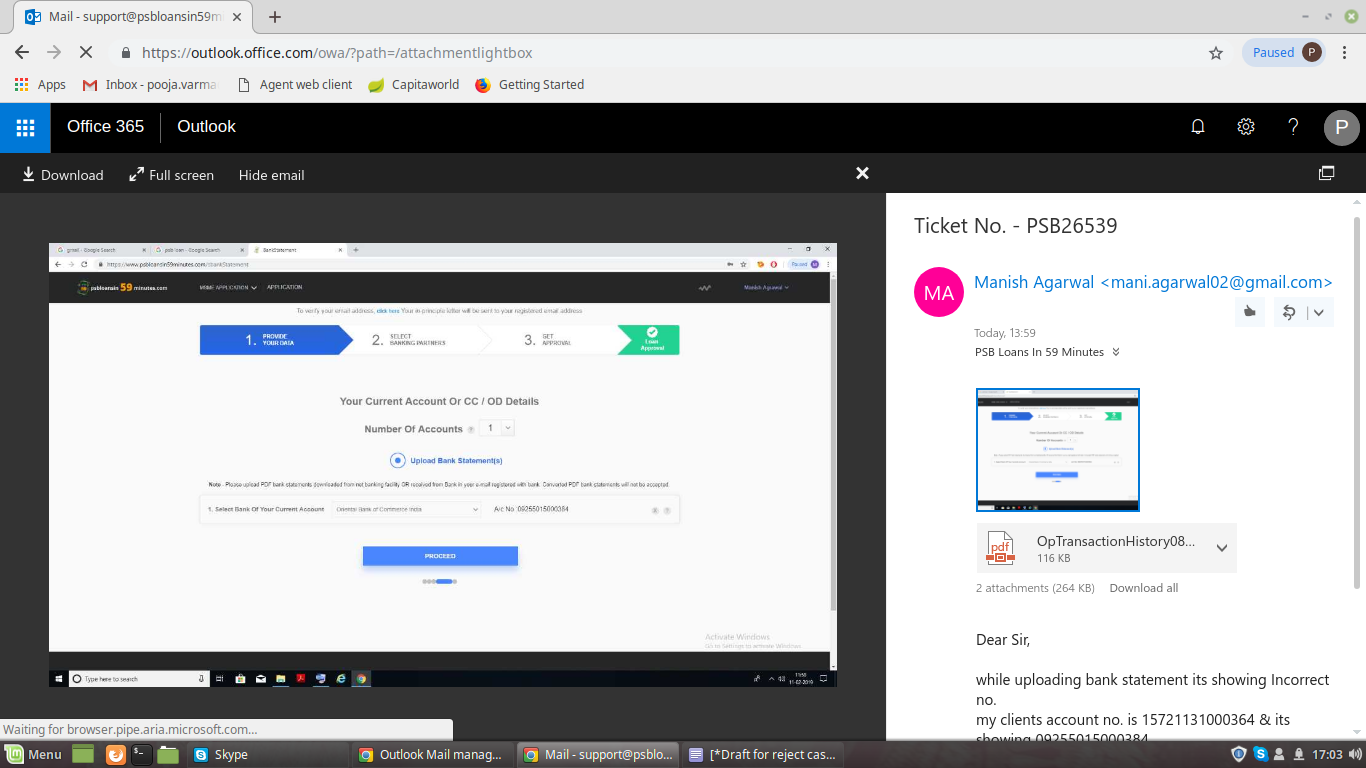 Mail - support@psbloansin59m
https://outlook.office.com/owa/?path=/attachmentlightbox
Paused P
Apps Inbox - pooja.varma Agent web client Capitaworld Getting Started
Office 365 Outlook ? P
Download Full screen Hide email
Ticket No. - PSB26539
MA Manish Agarwal <mani.agarwal02@gmail.com>
Today, 13:59
PSB Loans In 59 Minutes
gmail - Google Search psb loan - Google Search BankStatement
https://www.psbloansin59minutes.com/bankStatement Paused M
psbloansin 59 minutes.com MSME APPLICATION APPLICATION Manish Agarwal
To verify your email address, click here Your in-principle letter will be sent to your registered email address
1. PROVIDE YOUR DATA
2. SELECT BANKING PARTNERS
3. GET APPROVAL
Loan Approval
Your Current Account Or CC / OD Details
Number Of Accounts ? 1
Upload Bank Statement(s)
Note - Please upload PDF bank statements downloaded from net banking facility OR received from Bank in your e-mail registered with bank. Converted PDF bank statements will not be accepted.
1. Select Bank Of Your Current Account Oriental Bank of Commerce India A/c No :09255015000384
PROCEED
Activate Windows
Go to Settings to activate Windows.
Type here to search
11-02-2019
pdf OpTransactionHistory08...
116 KB
2 attachments (264 KB) Download all
Dear Sir,
while uploading bank statement its showing Incorrect
no.
my clients account no. is 15721131000364 & its
showing 09255015000384
Waiting for browser.pipe.aria.microsoft.com...
Menu Skype Outlook Mail manag... Mail - support@psblo... [*Draft for reject cas... 17:03